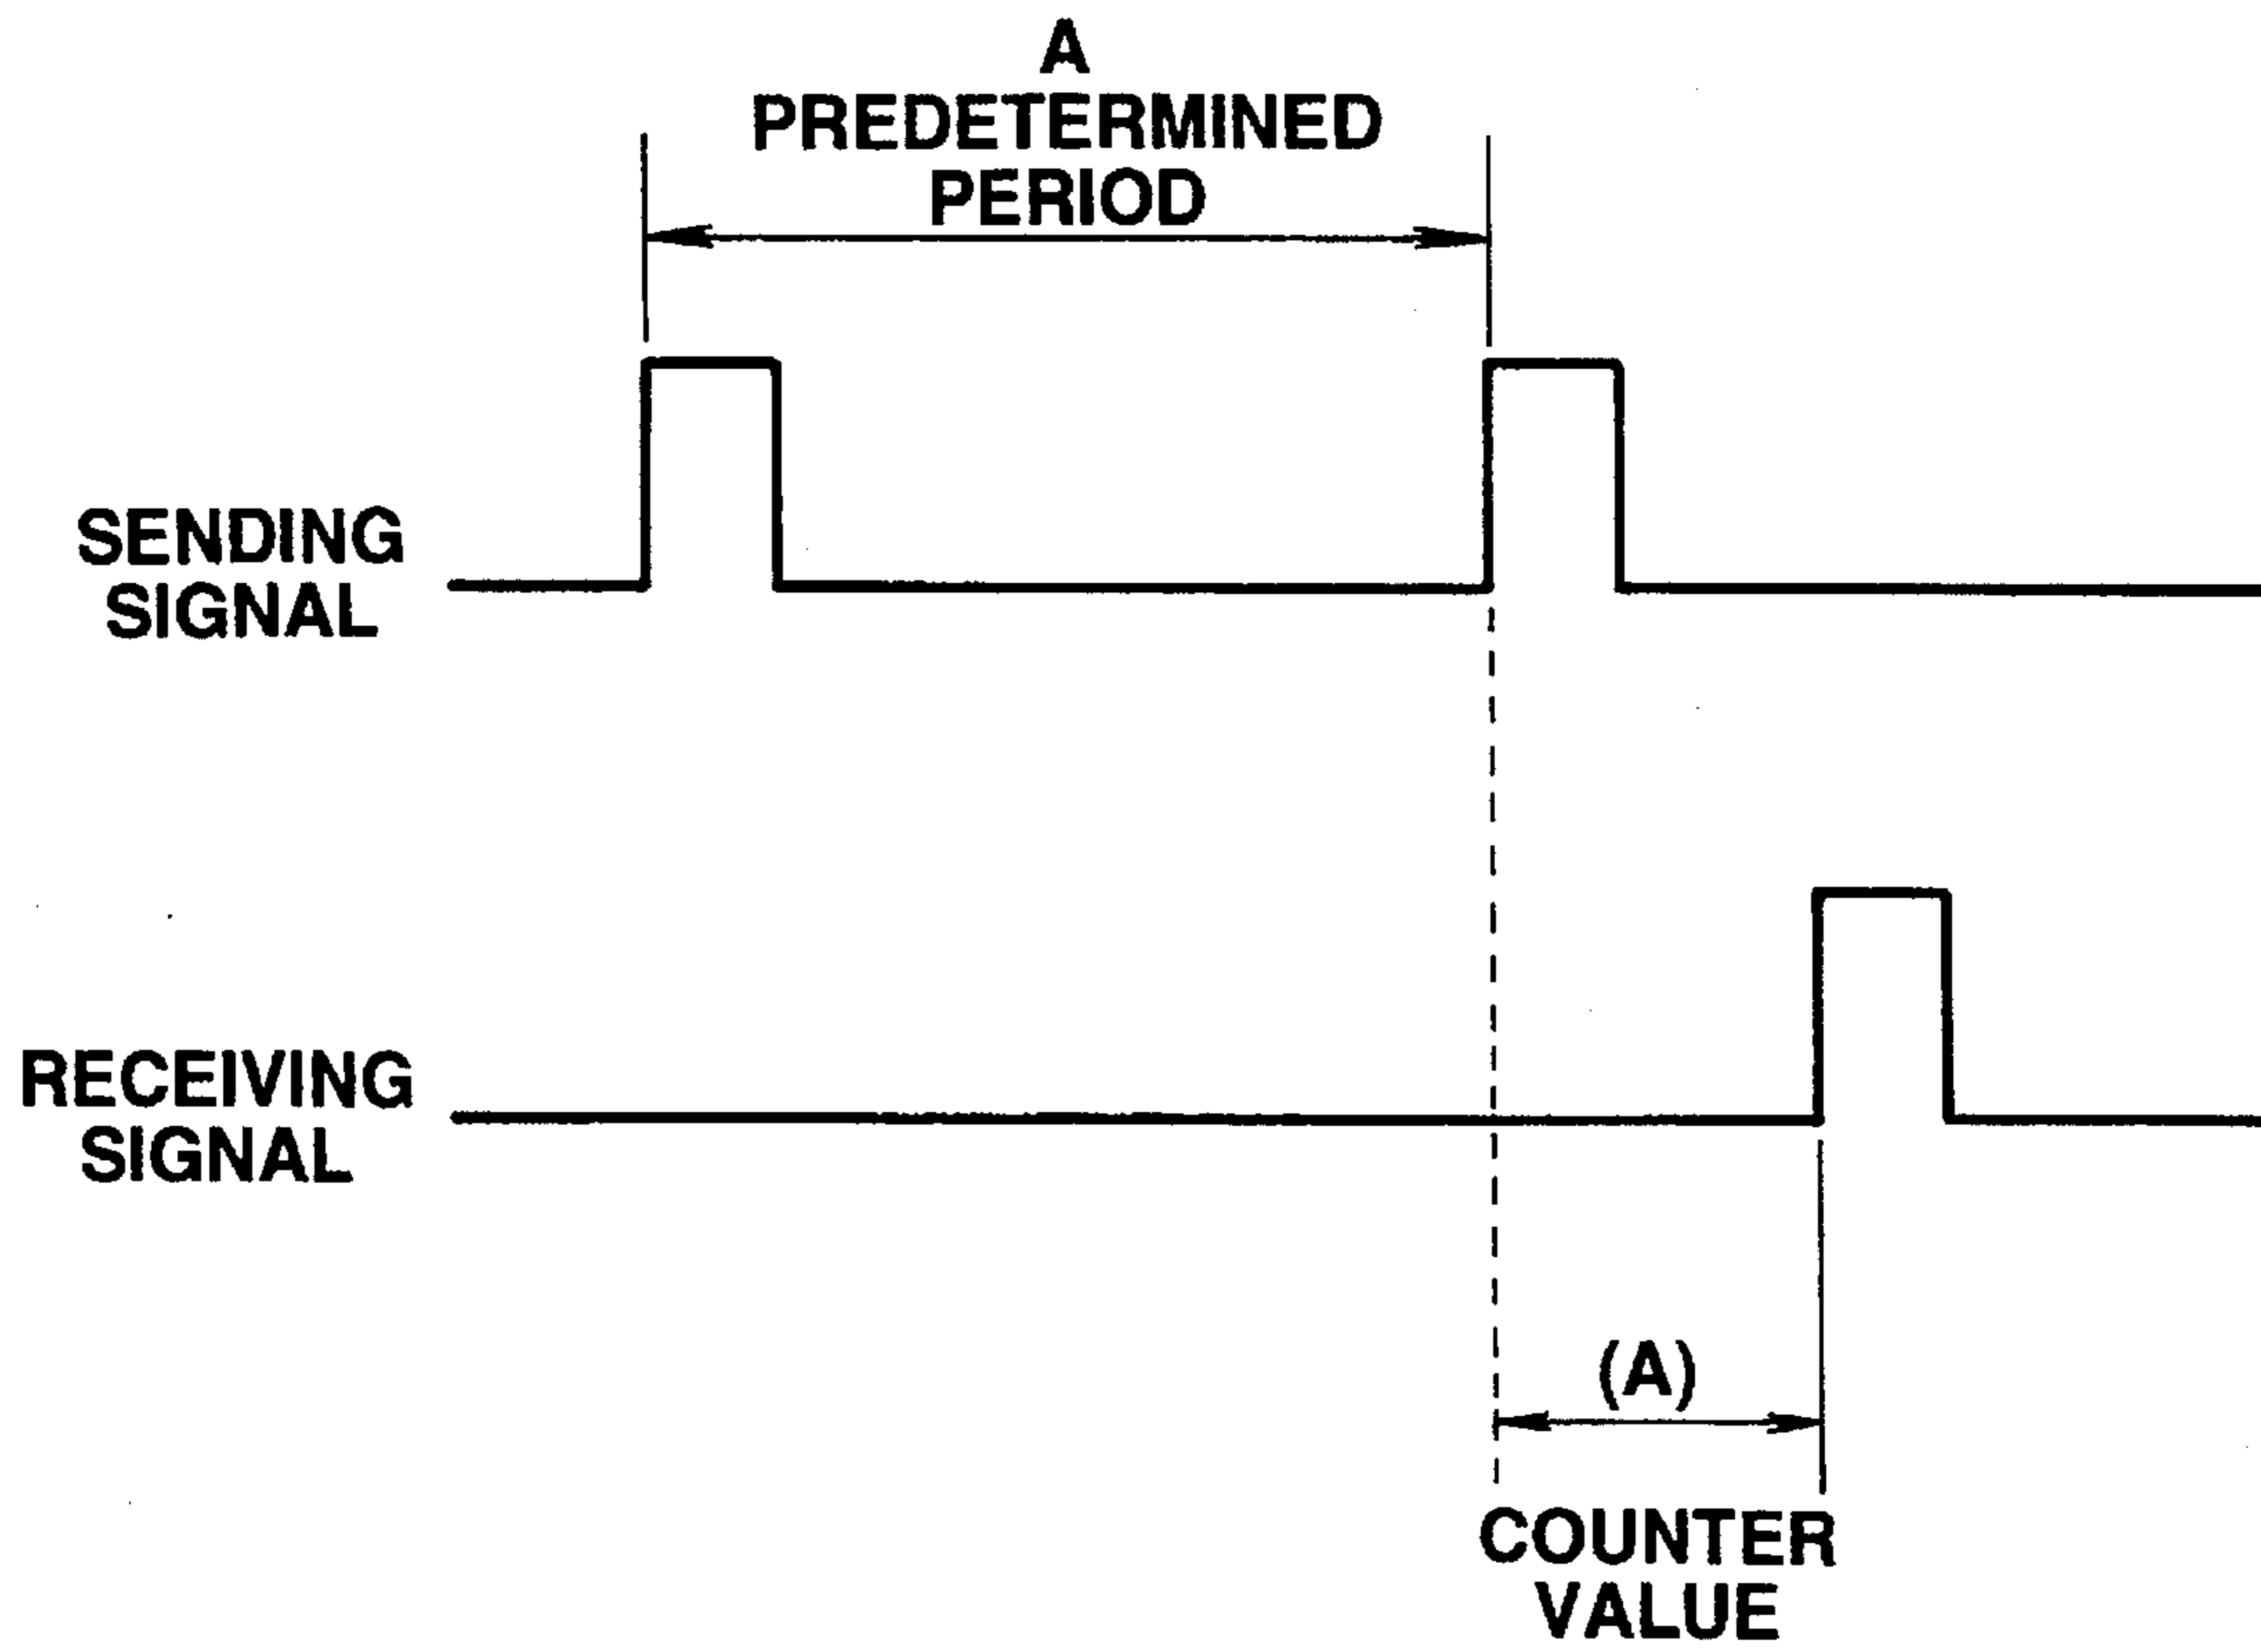 A
PREDETERMINED
PERIOD
SENDING
SIGNAL
RECEIVING
SIGNAL
(A)
COUNTER
VALUE